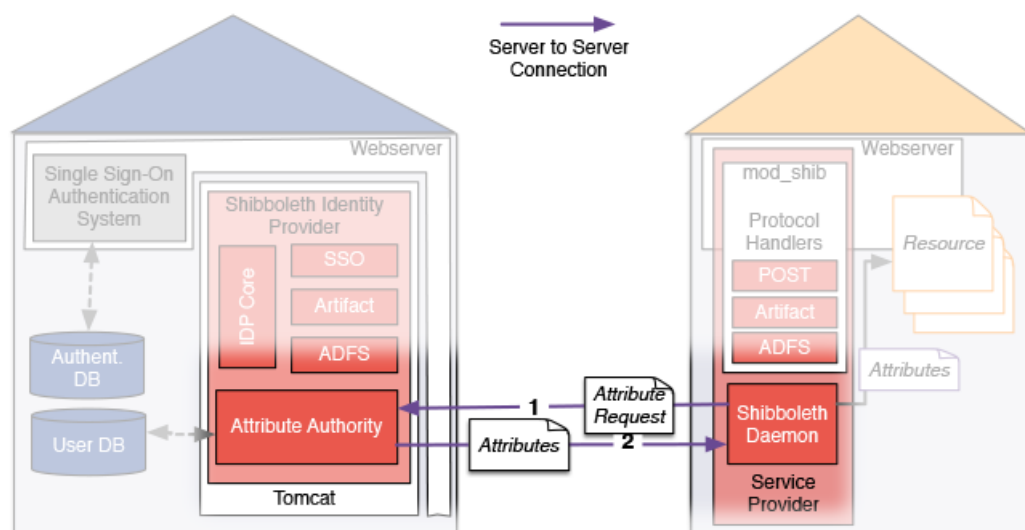 Server to Server
Connection
Webserver
Single Sign-On
Authentication
System
Shibboleth Identity
Provider
IDP Core
SSO
Artifact
ADFS
Authent.
DB
User DB
Attribute Authority
Tomcat
1
Attribute
Request
Attributes
2
Webserver
mod_shib
Protocol
Handlers
POST
Artifact
ADFS
Resource
Attributes
Shibboleth
Daemon
Service
Provider